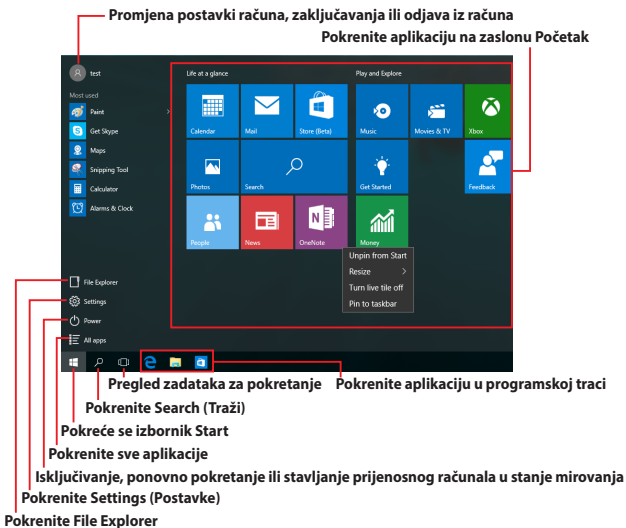 Promjena postavki računa, zaključavanja ili odjava iz računa
Pokrenite aplikaciju na zaslonu Početak
test
Life at a glance
Play and Explore
Most used
Paint
Get Skype
Maps
Snipping Tool
Calculator
Alarms & Clock
Calendar
Mail
Store (Beta)
Music
Movies & TV
Xbox
Photos
Search
Get Started
Feedback
People
News
OneNote
Money
Unpin from Start
Resize
Turn live tile off
Pin to taskbar
File Explorer
Settings
Power
All apps
Pregled zadataka za pokretanje
Pokrenite aplikaciju u programskoj traci
Pokrenite Search (Traži)
Pokreće se izbornik Start
Pokrenite sve aplikacije
Isključivanje, ponovno pokretanje ili stavljanje prijenosnog računala u stanje mirovanja
Pokrenite Settings (Postavke)
Pokrenite File Explorer